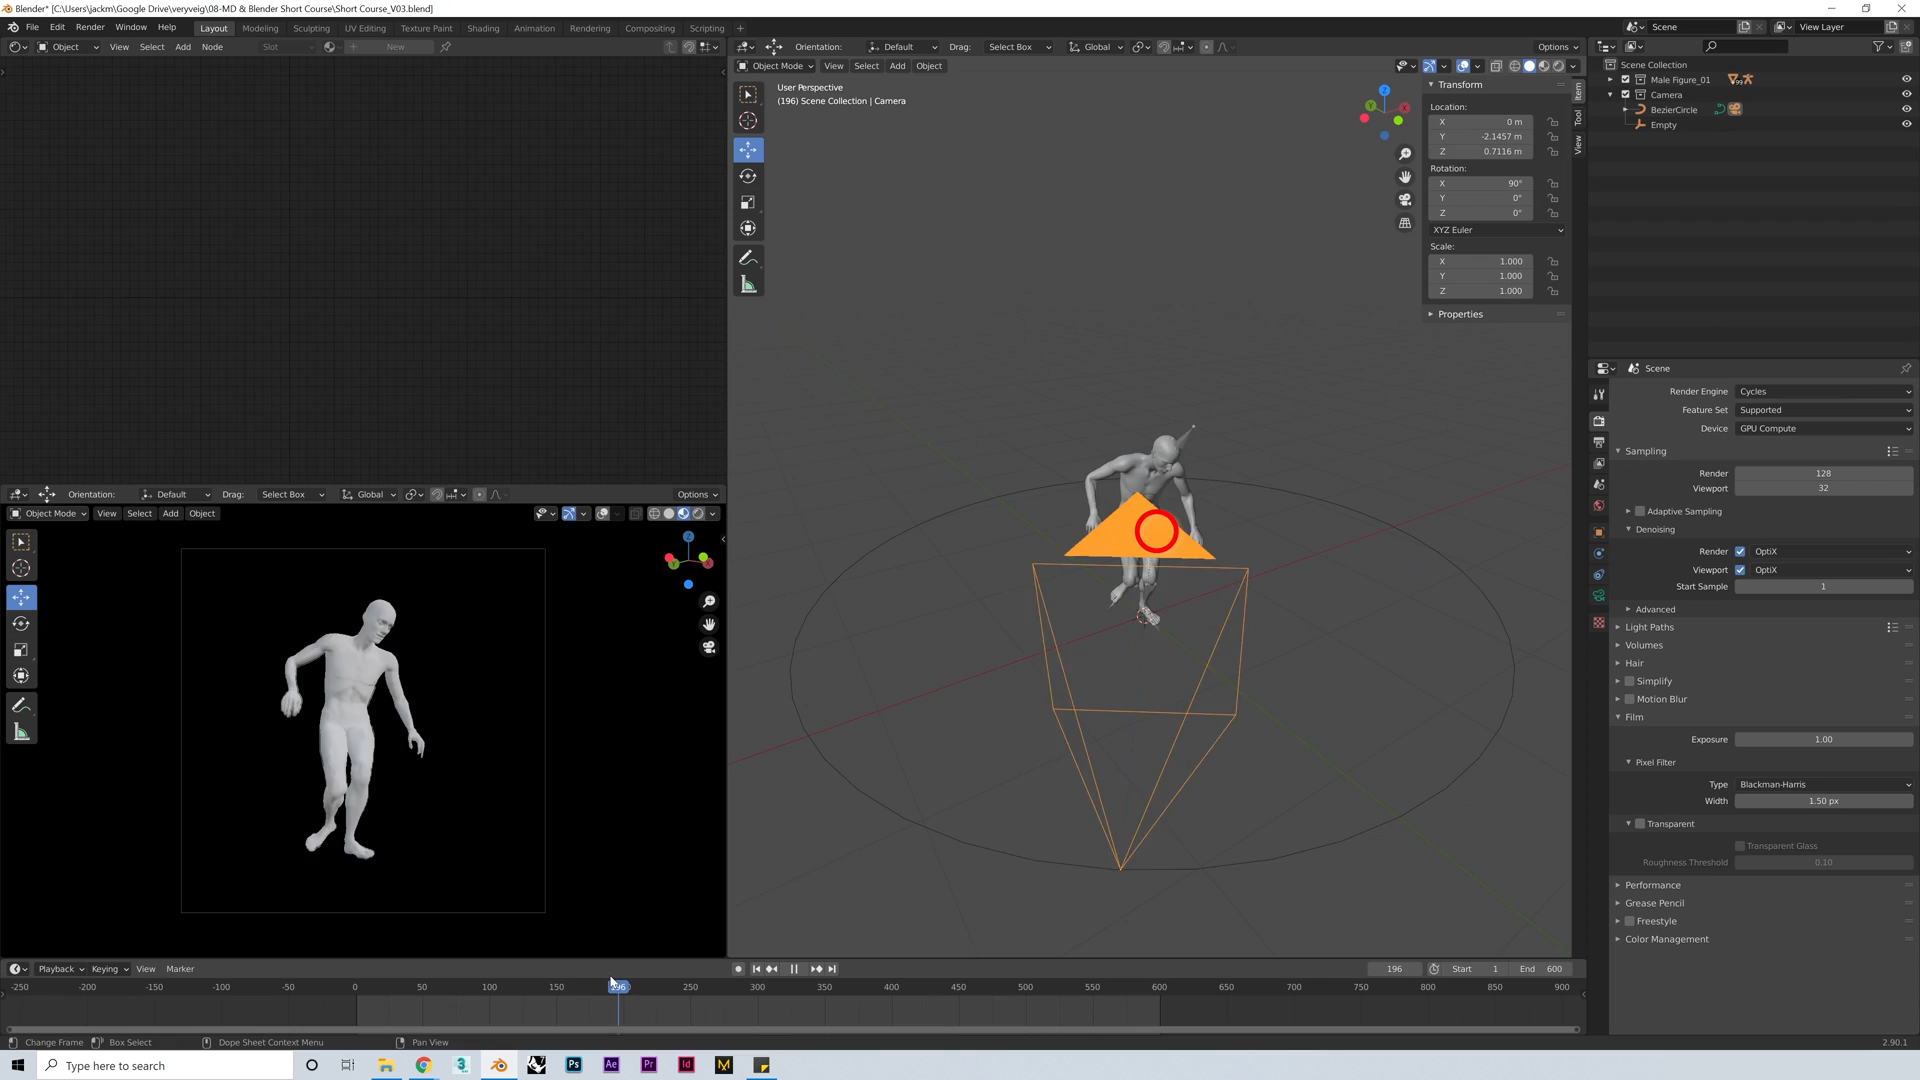 Blender* [C:\Users\jackm\Google Drive\veryveig\08-MD & Blender Short Course\Short Course_V03.blend]
File Edit Render Window Help Layout Modeling Sculpting UV Editing Texture Paint Shading Animation Rendering Compositing Scripting + Scene View Layer
Object View Select Add Node Slot New
Orientation: Default Drag: Select Box Global Options
Object Mode View Select Add Object
User Perspective
(196) Scene Collection | Camera
Transform
Location:
X 0 m
Y -2.1457 m
Z 0.7116 m
Rotation:
X 90°
Y 0°
Z 0°
XYZ Euler
Scale:
X 1.000
Y 1.000
Z 1.000
Properties
Item
Tool
View
Z
Y
X
Scene Collection
Male Figure_01
Camera
BezierCircle
Empty
Scene
Render Engine Cycles
Feature Set Supported
Device GPU Compute
Sampling
Render 128
Viewport 32
Adaptive Sampling
Denoising
Render OptiX
Viewport OptiX
Start Sample 1
Advanced
Light Paths
Volumes
Hair
Simplify
Motion Blur
Film
Exposure 1.00
Pixel Filter
Type Blackman-Harris
Width 1.50 px
Transparent
Transparent Glass
Roughness Threshold 0.10
Performance
Grease Pencil
Freestyle
Color Management
Orientation: Default Drag: Select Box Global Options
Object Mode View Select Add Object
Z
Y
X
Playback Keying View Marker 196 Start 1 End 600
-250 -200 -150 -100 -50 0 50 100 150 196 250 300 350 400 450 500 550 600 650 700 750 800 850 900
Change Frame Box Select Dope Sheet Context Menu Pan View 2.90.1
Type here to search
3
Ps Ae Pr Id M